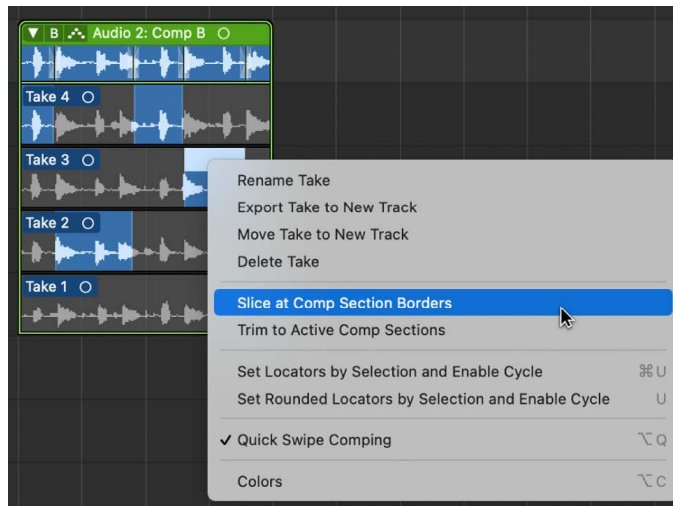 B Audio 2: Comp B
Take 4
Take 3
Take 2
Take 1
Rename Take
Export Take to New Track
Move Take to New Track
Delete Take
Slice at Comp Section Borders
Trim to Active Comp Sections
Set Locators by Selection and Enable Cycle ⌘U
Set Rounded Locators by Selection and Enable Cycle U
✓ Quick Swipe Comping ⌥Q
Colors ⌥C